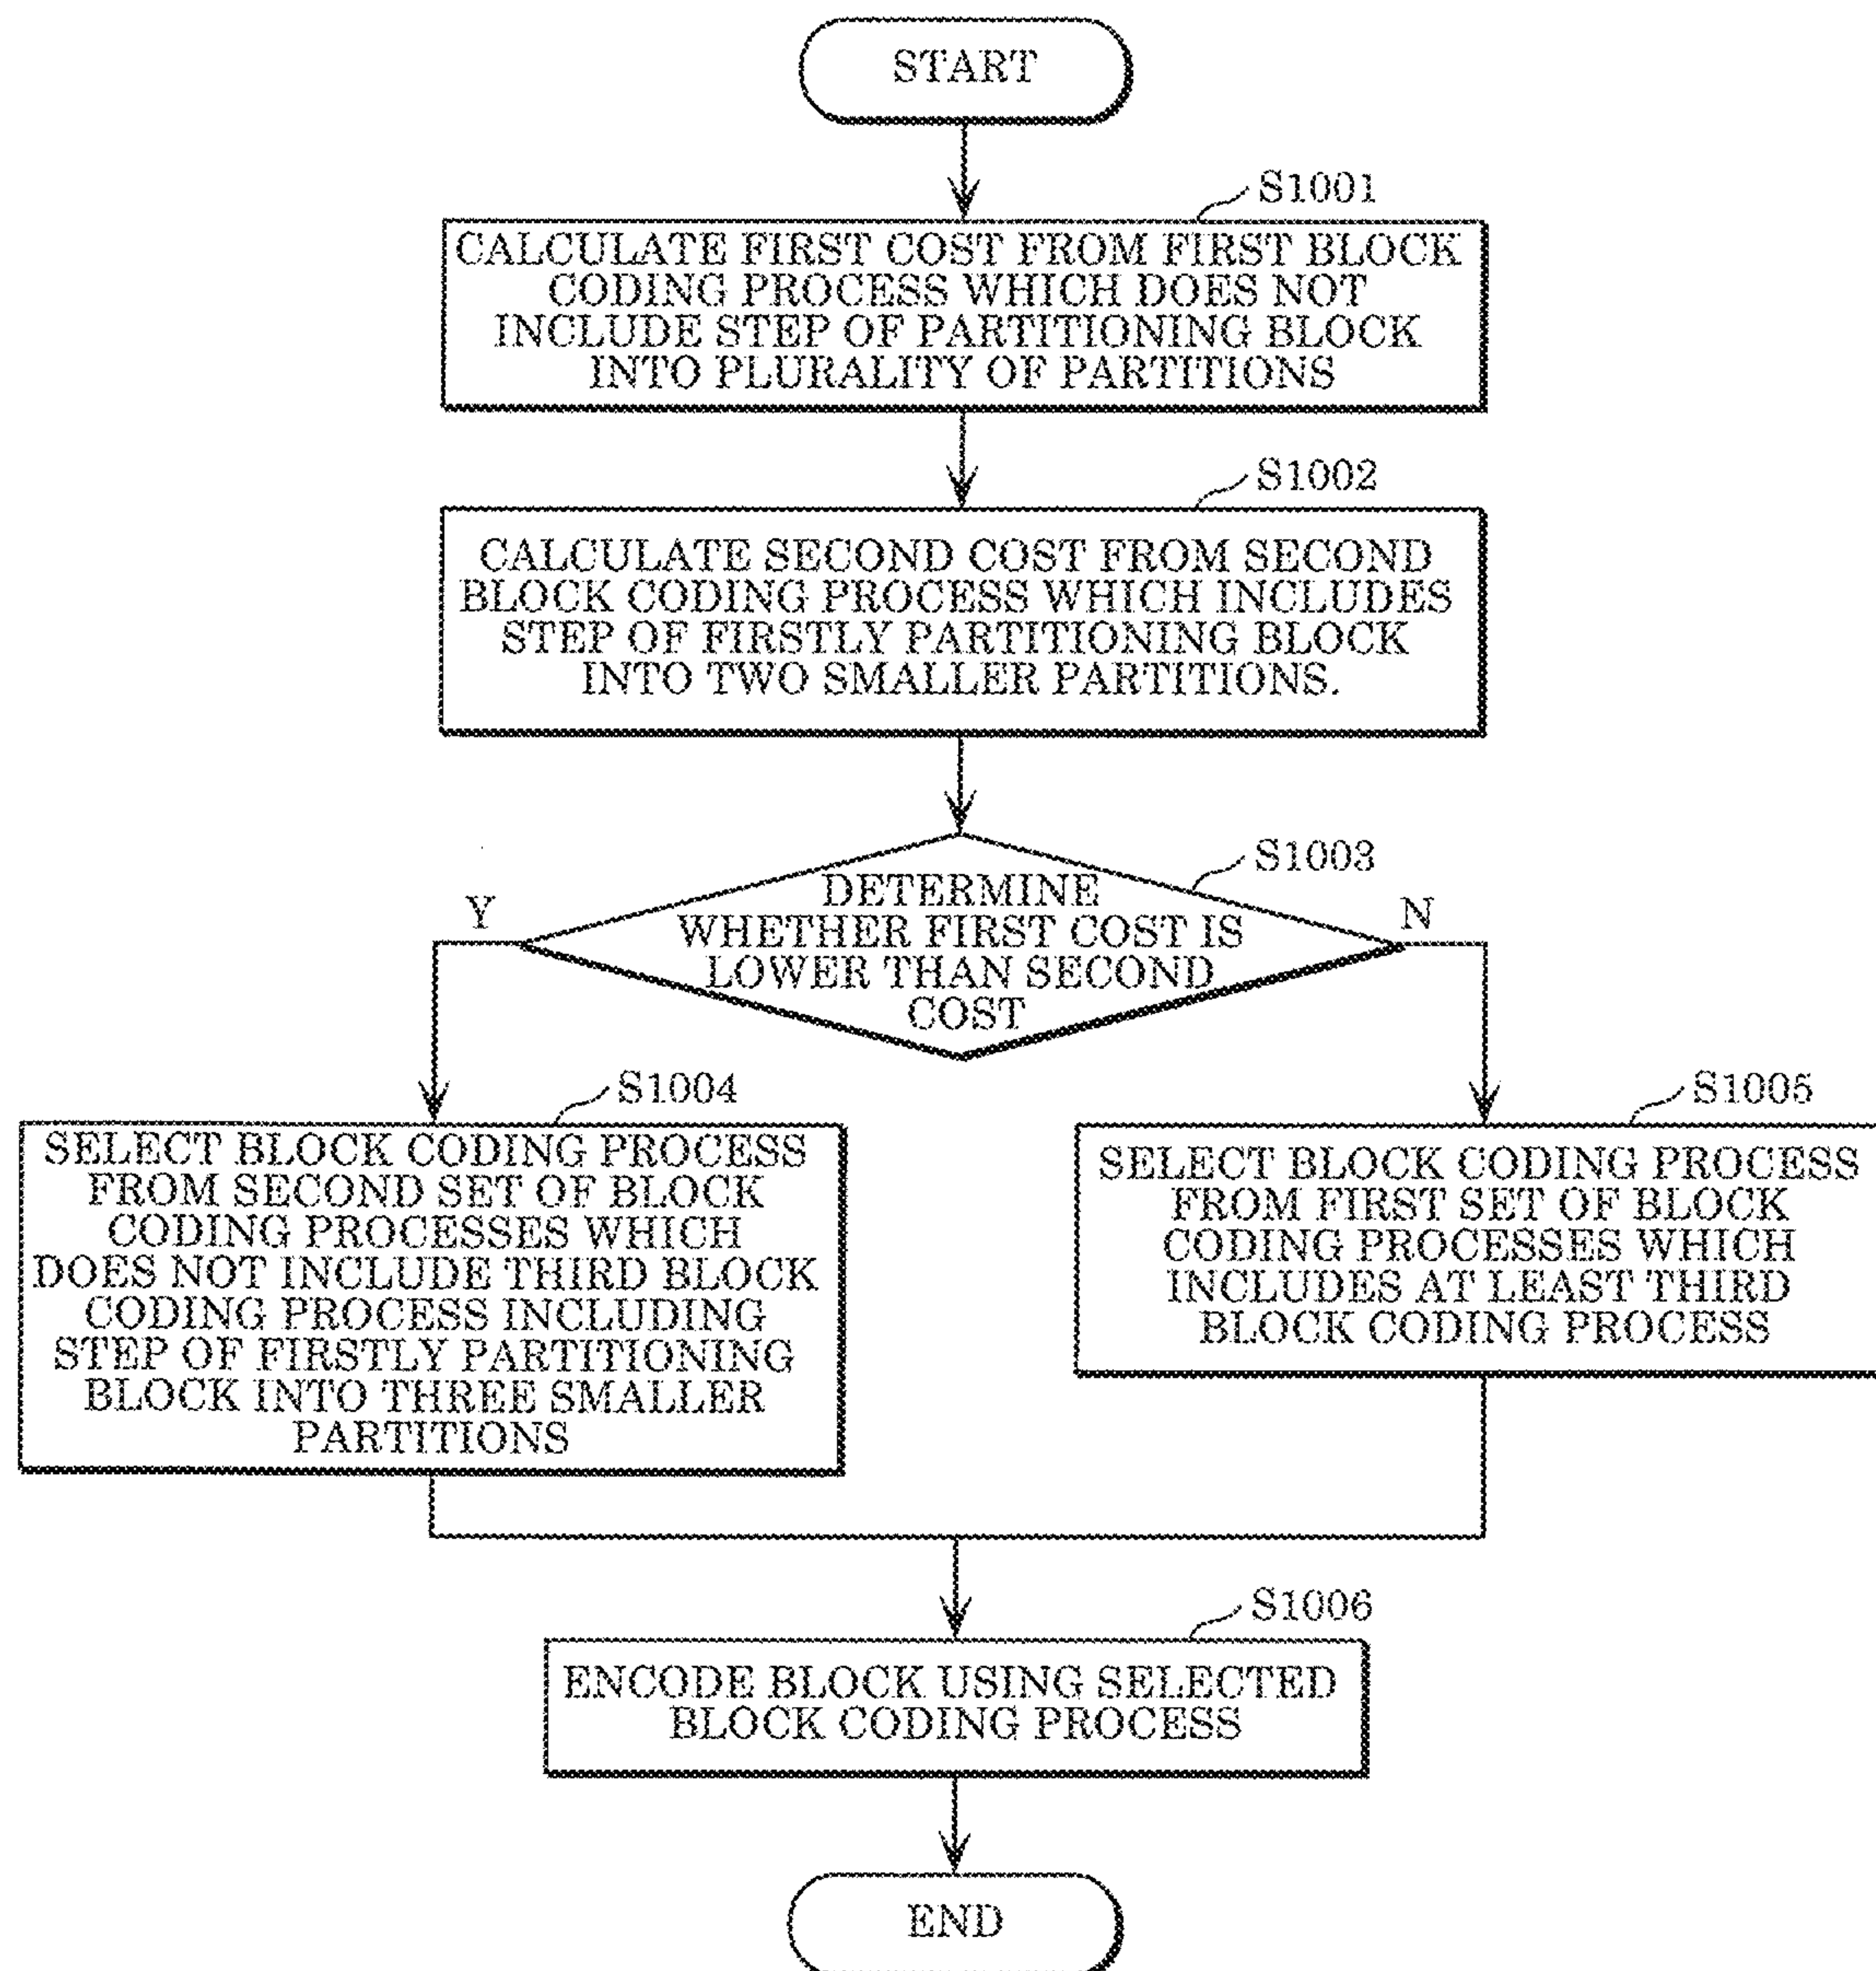 START
S1001
CALCULATE FIRST COST FROM FIRST BLOCK
CODING PROCESS WHICH DOES NOT
INCLUDE STEP OF PARTITIONING BLOCK
INTO PLURALITY OF PARTITIONS
S1002
CALCULATE SECOND COST FROM SECOND
BLOCK CODING PROCESS WHICH INCLUDES
STEP OF FIRSTLY PARTITIONING BLOCK
INTO TWO SMALLER PARTITIONS.
S1003
DETERMINE
WHETHER FIRST COST IS
LOWER THAN SECOND
COST
Y
N
S1004
SELECT BLOCK CODING PROCESS
FROM SECOND SET OF BLOCK
CODING PROCESSES WHICH
DOES NOT INCLUDE THIRD BLOCK
CODING PROCESS INCLUDING
STEP OF FIRSTLY PARTITIONING
BLOCK INTO THREE SMALLER
PARTITIONS
S1005
SELECT BLOCK CODING PROCESS
FROM FIRST SET OF BLOCK
CODING PROCESSES WHICH
INCLUDES AT LEAST THIRD
BLOCK CODING PROCESS
S1006
ENCODE BLOCK USING SELECTED
BLOCK CODING PROCESS
END